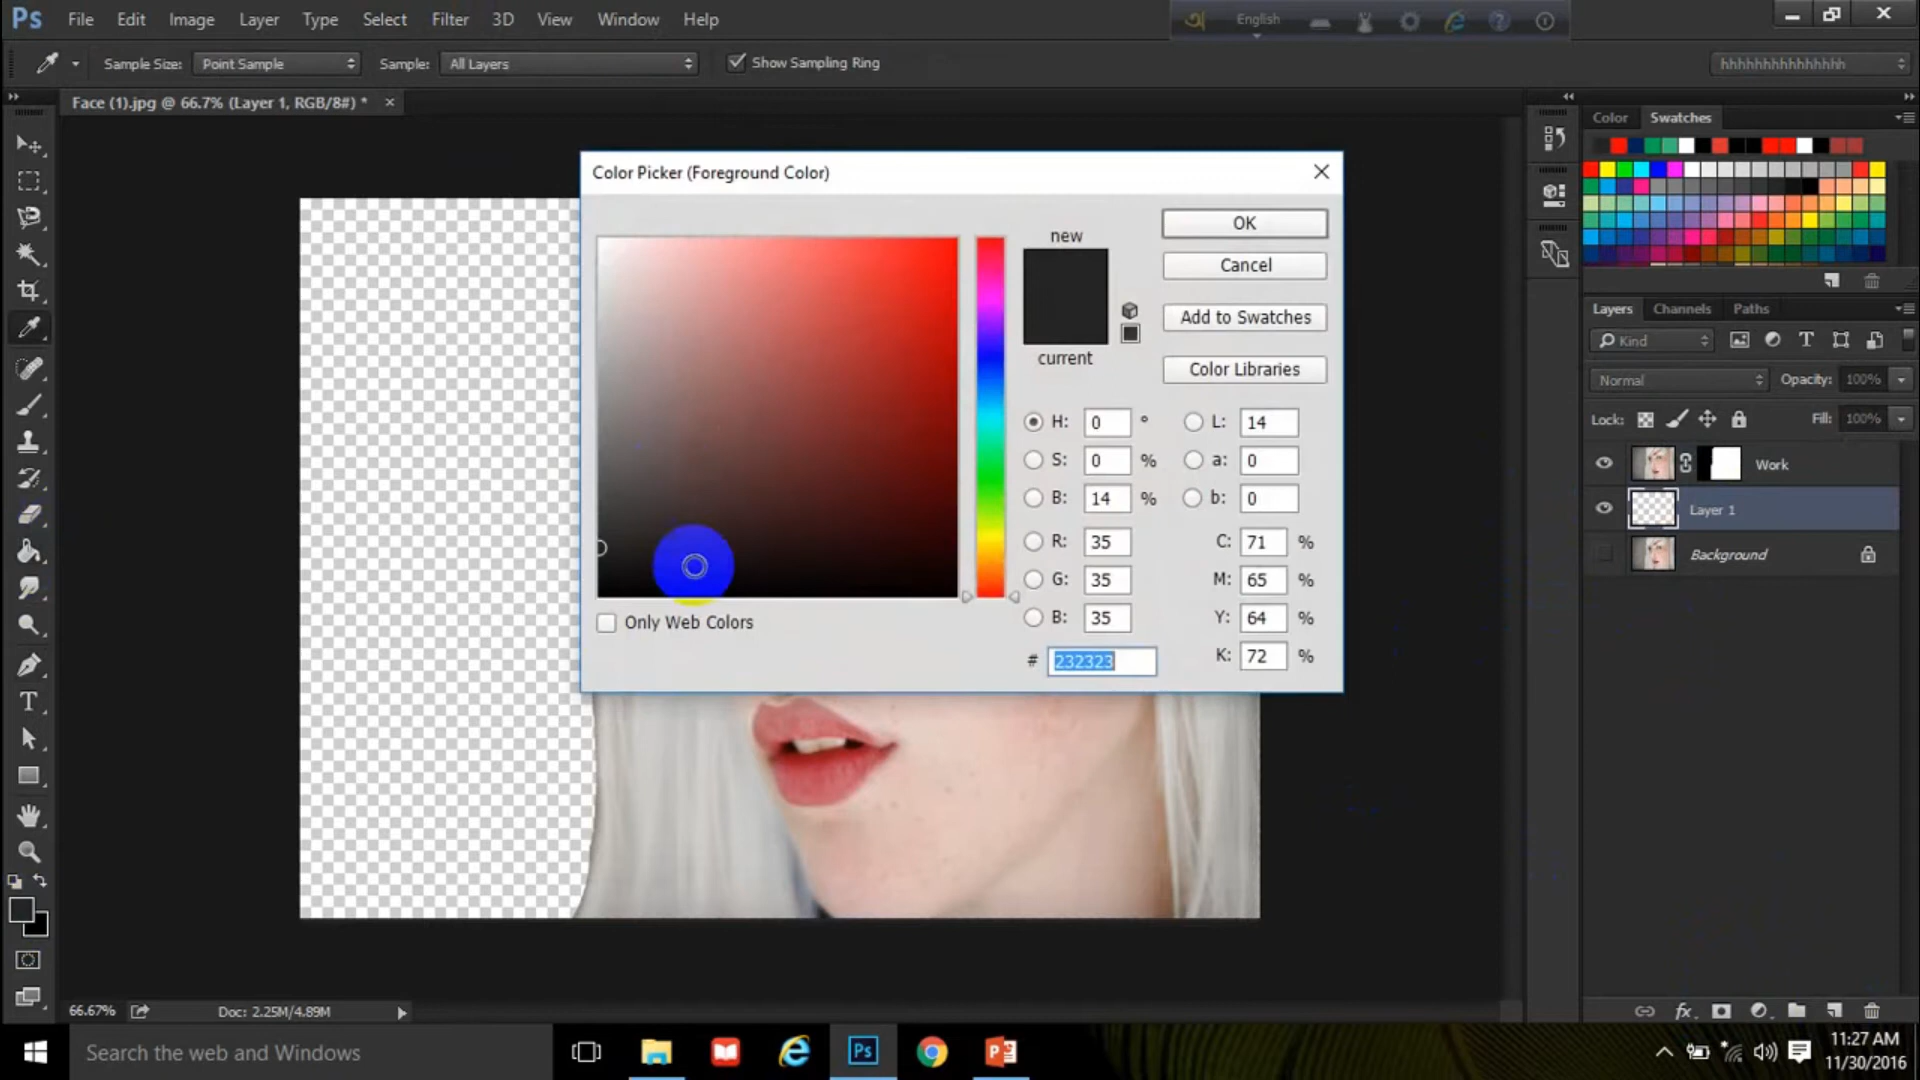 Ps File Edit Image Layer Type Select Filter 3D View Window Help
অ English
Sample Size: Point Sample Sample: All Layers Show Sampling Ring
hhhhhhhhhhhhhhh
Face (1).jpg @ 66.7% (Layer 1, RGB/8#) * ×
Color Swatches
Color Picker (Foreground Color)
new
current
OK
Cancel
Add to Swatches
Color Libraries
H: 0 °
S: 0 %
B: 14 %
R: 35
G: 35
B: 35
# 232323
L: 14
a: 0
b: 0
C: 71 %
M: 65 %
Y: 64 %
K: 72 %
Only Web Colors
Layers Channels Paths
Kind
Normal Opacity: 100%
Lock: Fill: 100%
Work
Layer 1
Background
66.67% Doc: 2.25M/4.89M
Search the web and Windows
Ps
11:27 AM
11/30/2016